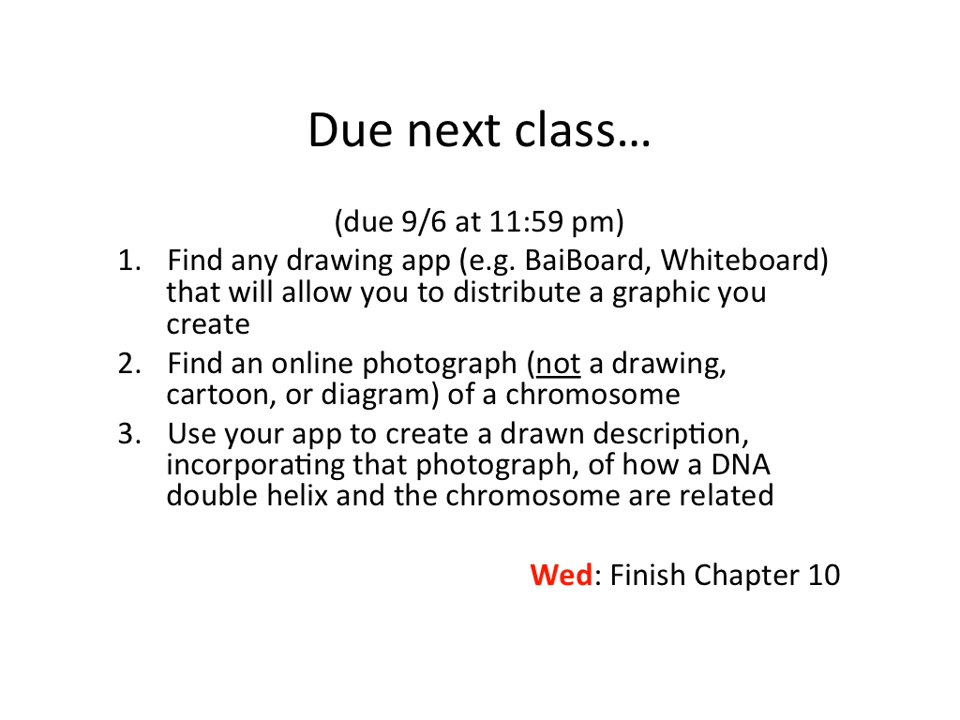 Due next class…
(due 9/6 at 11:59 pm)
1. Find any drawing app (e.g. BaiBoard, Whiteboard)
that will allow you to distribute a graphic you
create
2. Find an online photograph (not a drawing,
cartoon, or diagram) of a chromosome
3. Use your app to create a drawn description,
incorporating that photograph, of how a DNA
double helix and the chromosome are related
Wed: Finish Chapter 10